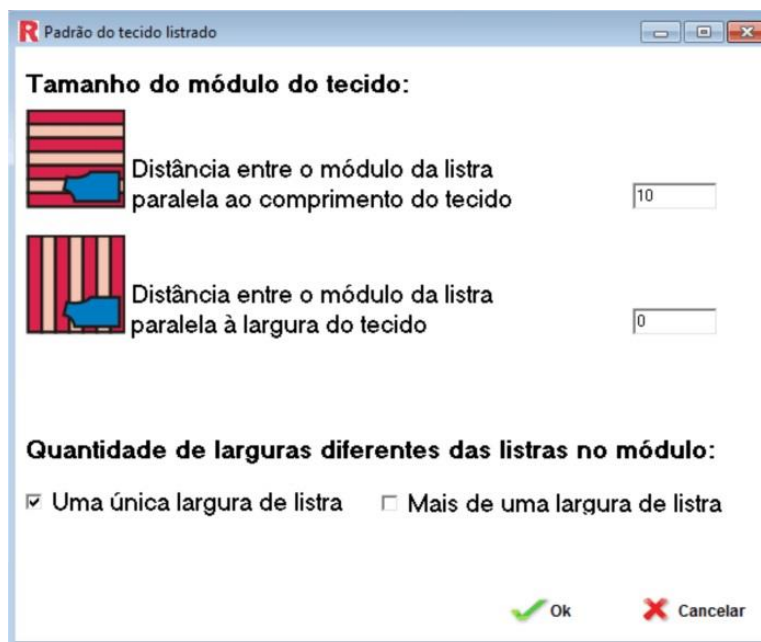 R Padrão do tecido listrado
Tamanho do módulo do tecido:
Distância entre o módulo da listra
paralela ao comprimento do tecido
10
Distância entre o módulo da listra
paralela à largura do tecido
0
Quantidade de larguras diferentes das listras no módulo:
Uma única largura de listra
Mais de uma largura de listra
Ok
Cancelar